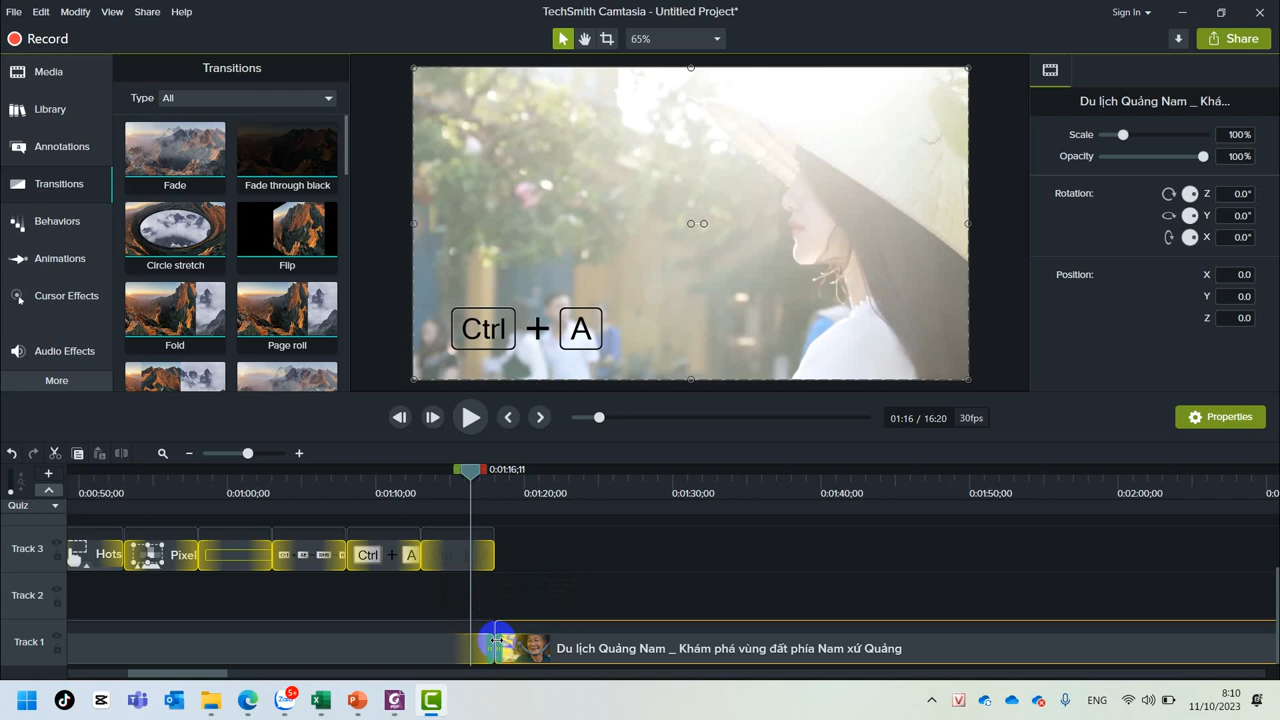 File Edit Modify View Share Help TechSmith Camtasia - Untitled Project* Sign In
Record 65% Share
Media Transitions
Type All
Library
Annotations
Fade Fade through black
Transitions
Behaviors
Circle stretch Flip
Animations
Cursor Effects
Fold Page roll
Audio Effects
More
Ctrl + A
Du lịch Quảng Nam _ Khá...
Scale 100%
Opacity 100%
Rotation: Z 0.0°
Y 0.0°
X 0.0°
Position: X 0.0
Y 0.0
Z 0.0
01:16 / 16:20 30fps Properties
0:01:16;11
0:00:50;00 0:01:00;00 0:01:10;00 0:01:20;00 0:01:30;00 0:01:40;00 0:01:50;00 0:02:00;00
Quiz
Track 3 Hots Pixel Ctrl + A
Track 2
Track 1 Du lịch Quảng Nam _ Khám phá vùng đất phía Nam xứ Quảng
5+
ENG
8:10
11/10/2023